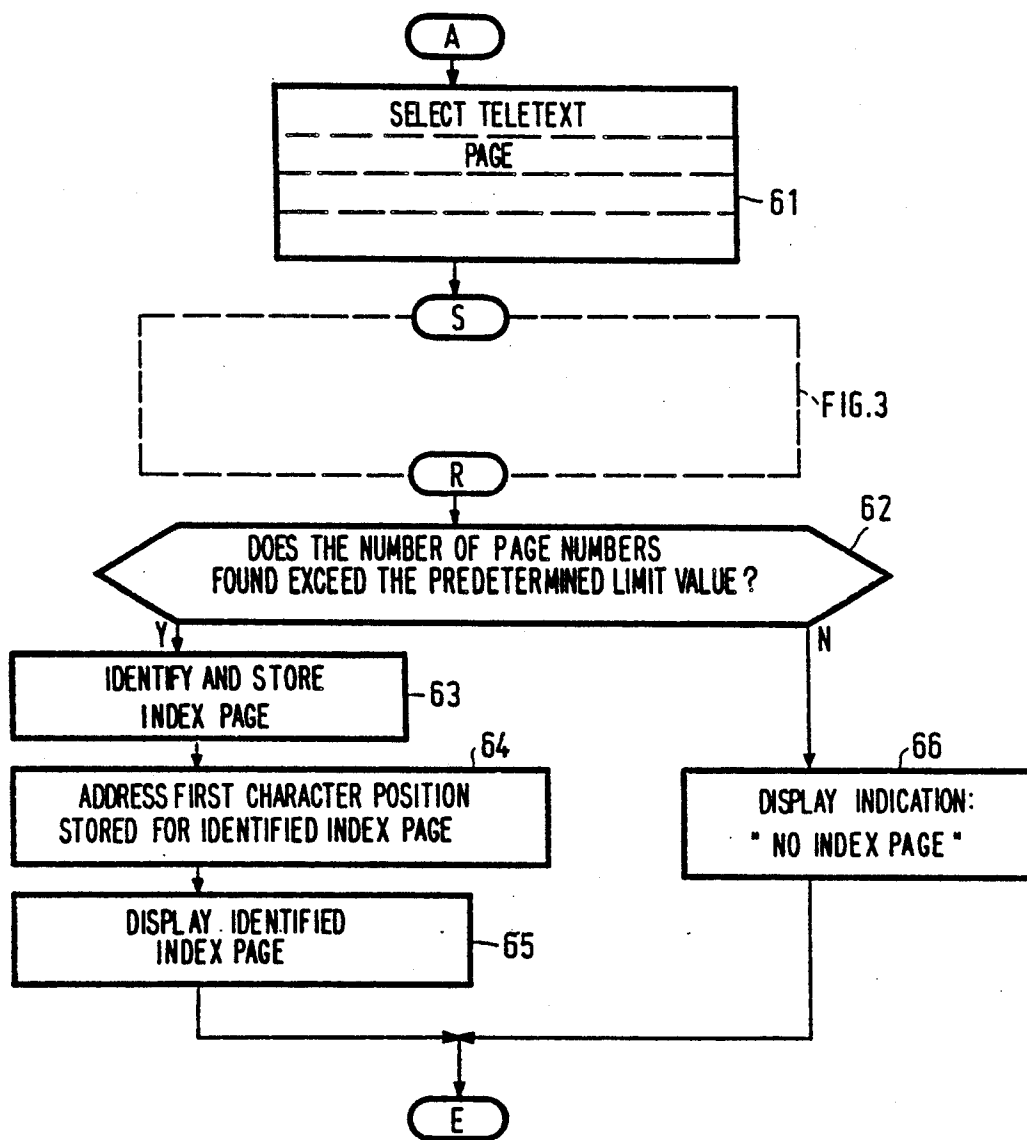 A
SELECT TELETEXT
PAGE
61
S
FIG.3
R
62
DOES THE NUMBER OF PAGE NUMBERS
FOUND EXCEED THE PREDETERMINED LIMIT VALUE?
Y
N
IDENTIFY AND STORE
INDEX PAGE
63
64
ADDRESS FIRST CHARACTER POSITION
STORED FOR IDENTIFIED INDEX PAGE
66
DISPLAY INDICATION:
"NO INDEX PAGE"
DISPLAY IDENTIFIED
INDEX PAGE
65
E